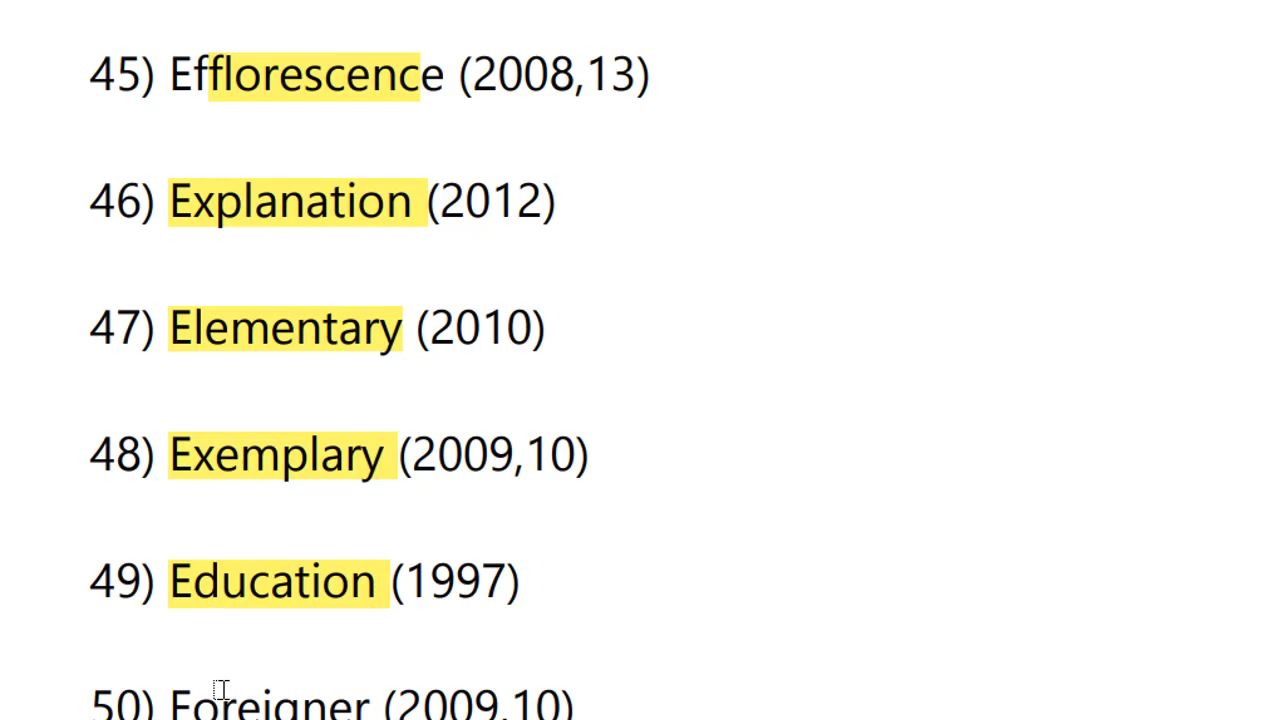 45) Efflorescence (2008,13)
46) Explanation (2012)
47) Elementary (2010)
48) Exemplary (2009,10)
49) Education (1997)
50) Foreigner (2009,10)